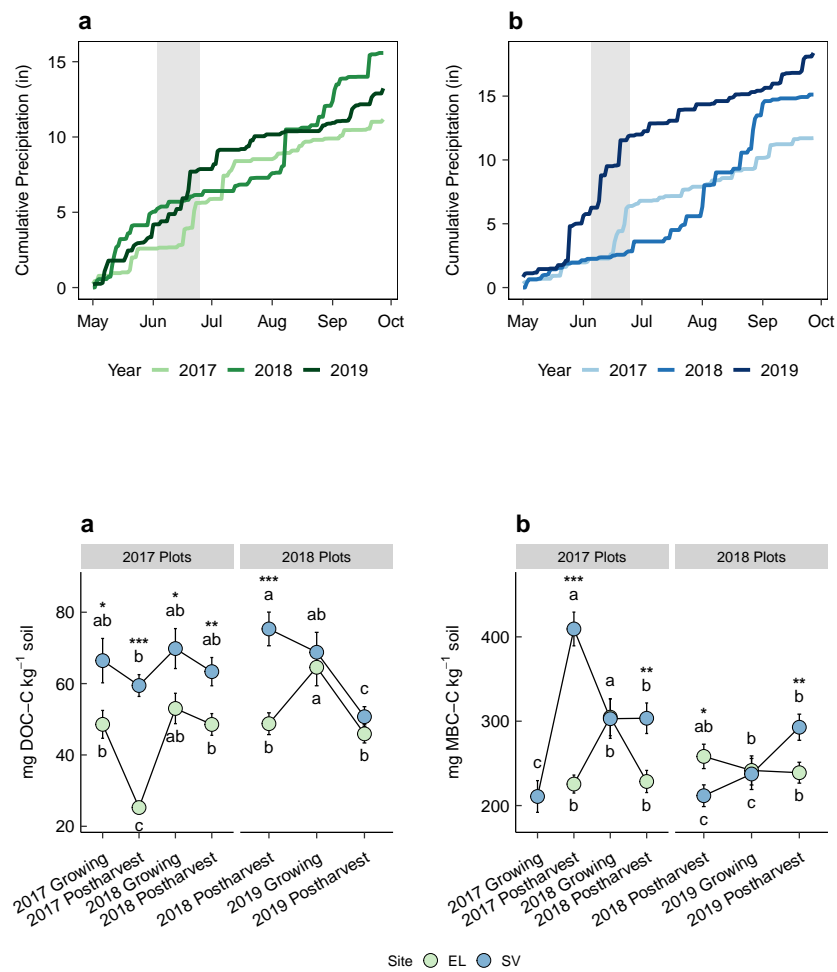 a
Cumulative Precipitation (in)
15
10
5
0
May Jun Jul Aug Sep Oct
Year 2017 2018 2019
b
Cumulative Precipitation (in)
15
10
5
0
May Jun Jul Aug Sep Oct
Year 2017 2018 2019
a
2017 Plots 2018 Plots
mg DOC−C kg⁻¹ soil
80
60
40
20
* ab
*** b
* ab
** ab
b
c
ab
b
*** a
ab
c
b
a
b
2017 Growing
2017 Postharvest
2018 Growing
2018 Postharvest
2018 Postharvest
2019 Growing
2019 Postharvest
b
2017 Plots 2018 Plots
mg MBC−C kg⁻¹ soil
400
300
200
c
*** a
a
** b
b
b
b
* ab
b
** b
c
c
b
2017 Growing
2017 Postharvest
2018 Growing
2018 Postharvest
2018 Postharvest
2019 Growing
2019 Postharvest
Site EL SV